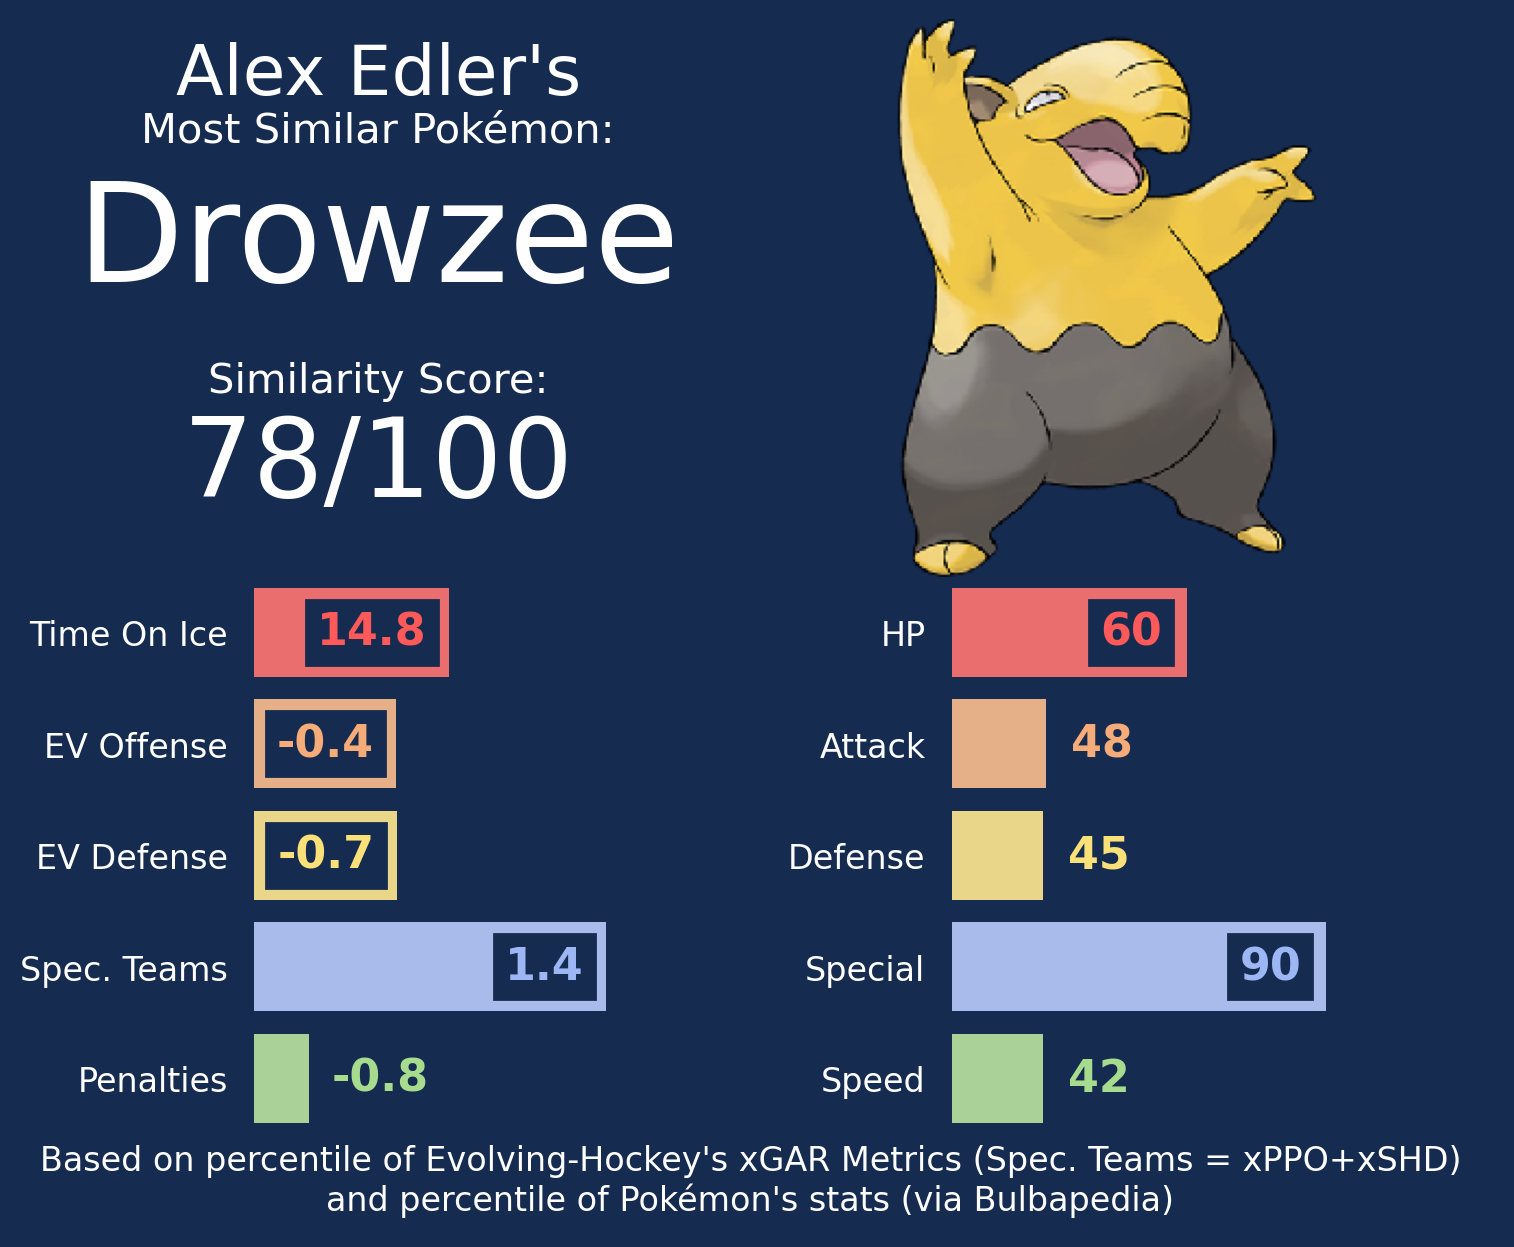 Alex Edler's
Most Similar Pokémon:
Drowzee
Similarity Score:
78/100
Time On Ice 14.8
EV Offense -0.4
EV Defense -0.7
Spec. Teams 1.4
Penalties -0.8
HP 60
Attack 48
Defense 45
Special 90
Speed 42
Based on percentile of Evolving-Hockey's xGAR Metrics (Spec. Teams = xPPO+xSHD)
and percentile of Pokémon's stats (via Bulbapedia)